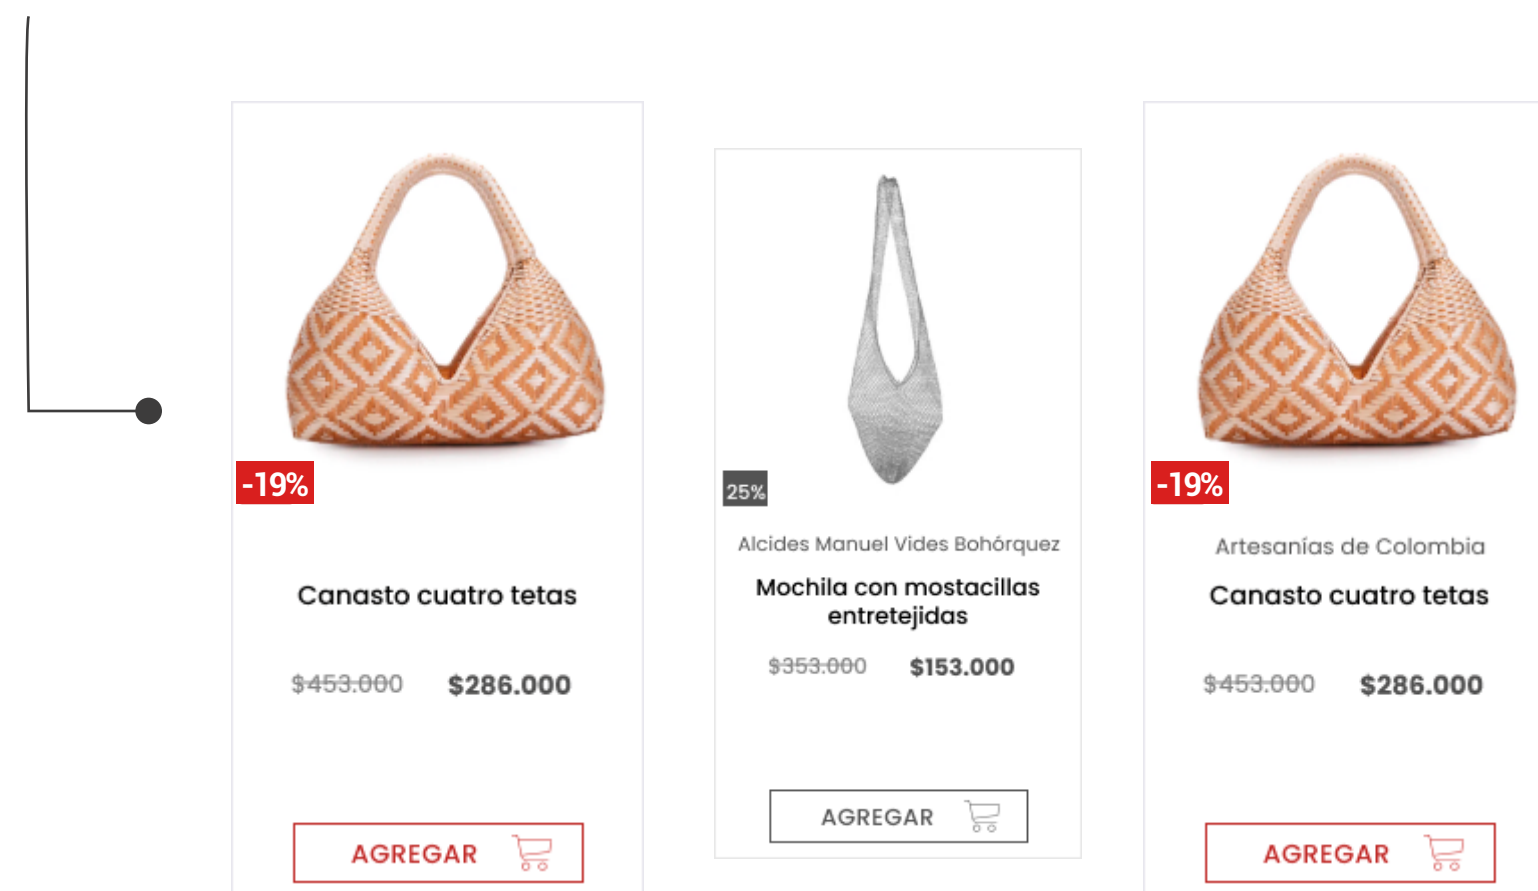 -19%
Canasto cuatro tetas
$453.000 $286.000
AGREGAR
25%
Alcides Manuel Vides Bohórquez
Mochila con mostacillas
entretejidas
$353.000 $153.000
AGREGAR
-19%
Artesanías de Colombia
Canasto cuatro tetas
$453.000 $286.000
AGREGAR